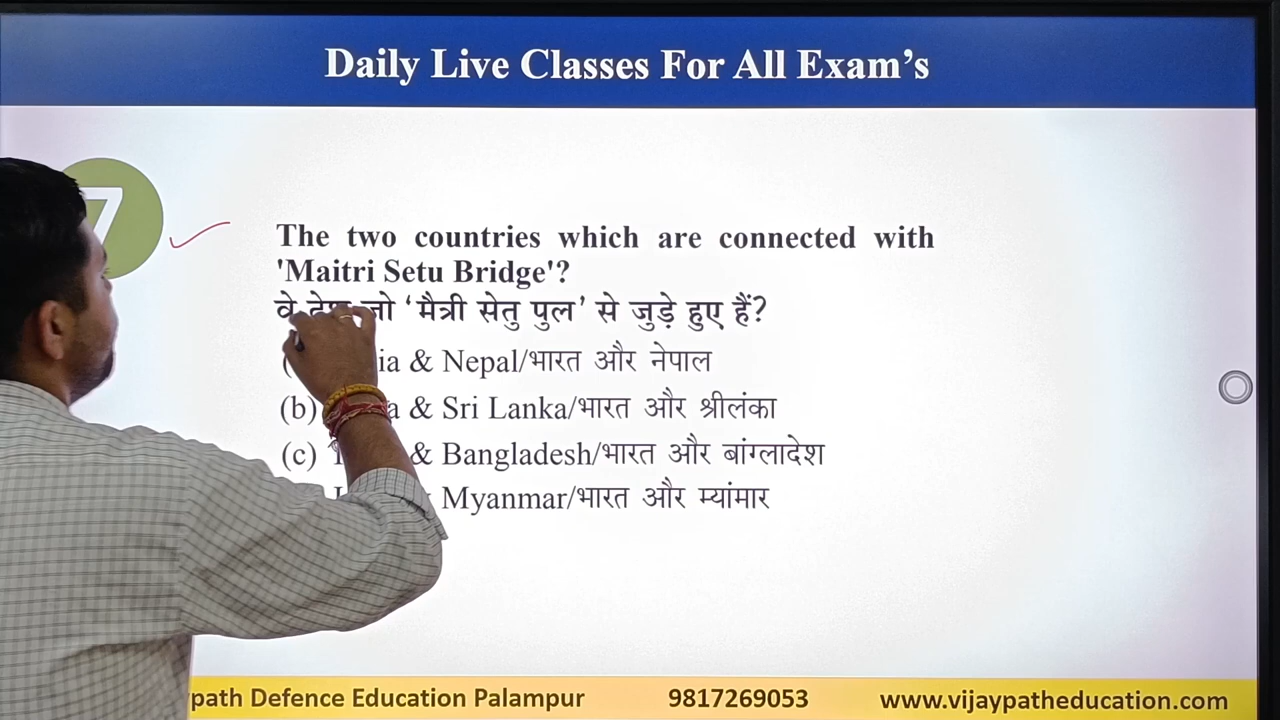 Daily Live Classes For All Exam’s
7
The two countries which are connected with
'Maitri Setu Bridge'?
वे जो ‘मैत्री सेतु पुल’ से जुड़े हुए हैं?
& Nepal/भारत और नेपाल
(b) & Sri Lanka/भारत और श्रीलंका
(c) & Bangladesh/भारत और बांग्लादेश
Myanmar/भारत और म्यांमार
Defence Education Palampur 9817269053 www.vijaypatheducation.com